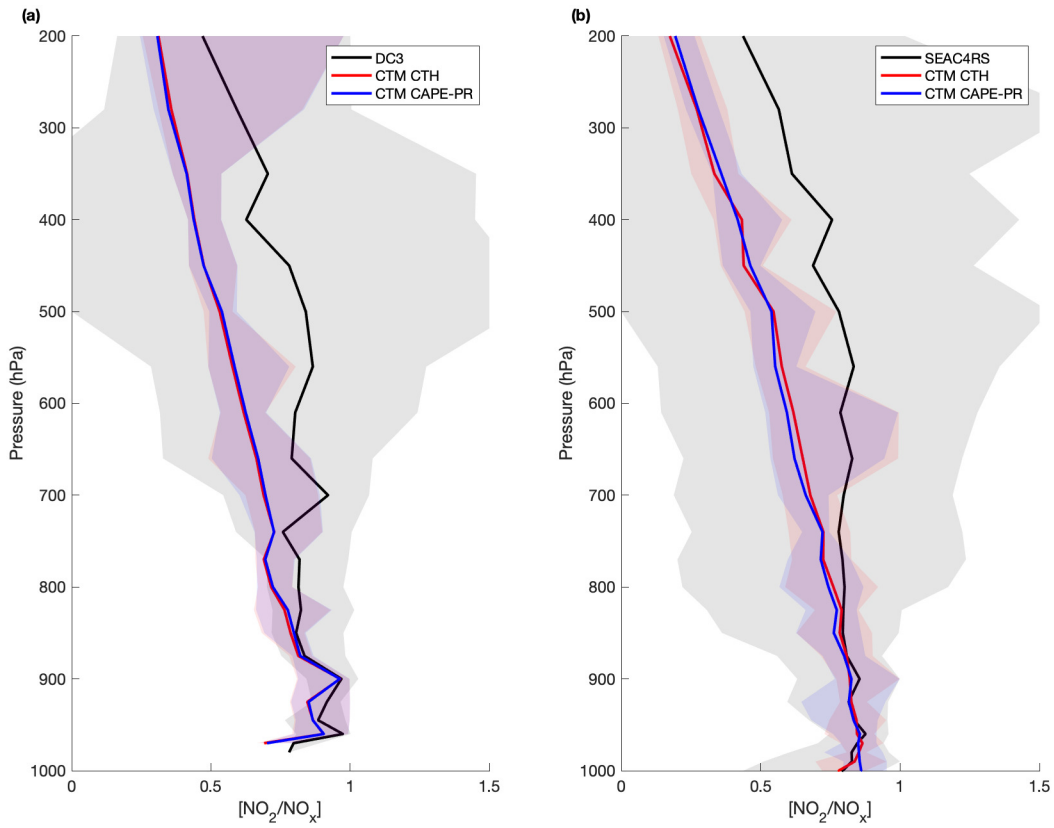 (a)
DC3
CTM CTH
CTM CAPE-PR
200
300
400
500
600
700
800
900
1000
Pressure (hPa)
0
0.5
1
1.5
[NO₂/NOₓ]
(b)
SEAC4RS
CTM CTH
CTM CAPE-PR
200
300
400
500
600
700
800
900
1000
Pressure (hPa)
0
0.5
1
1.5
[NO₂/NOₓ]